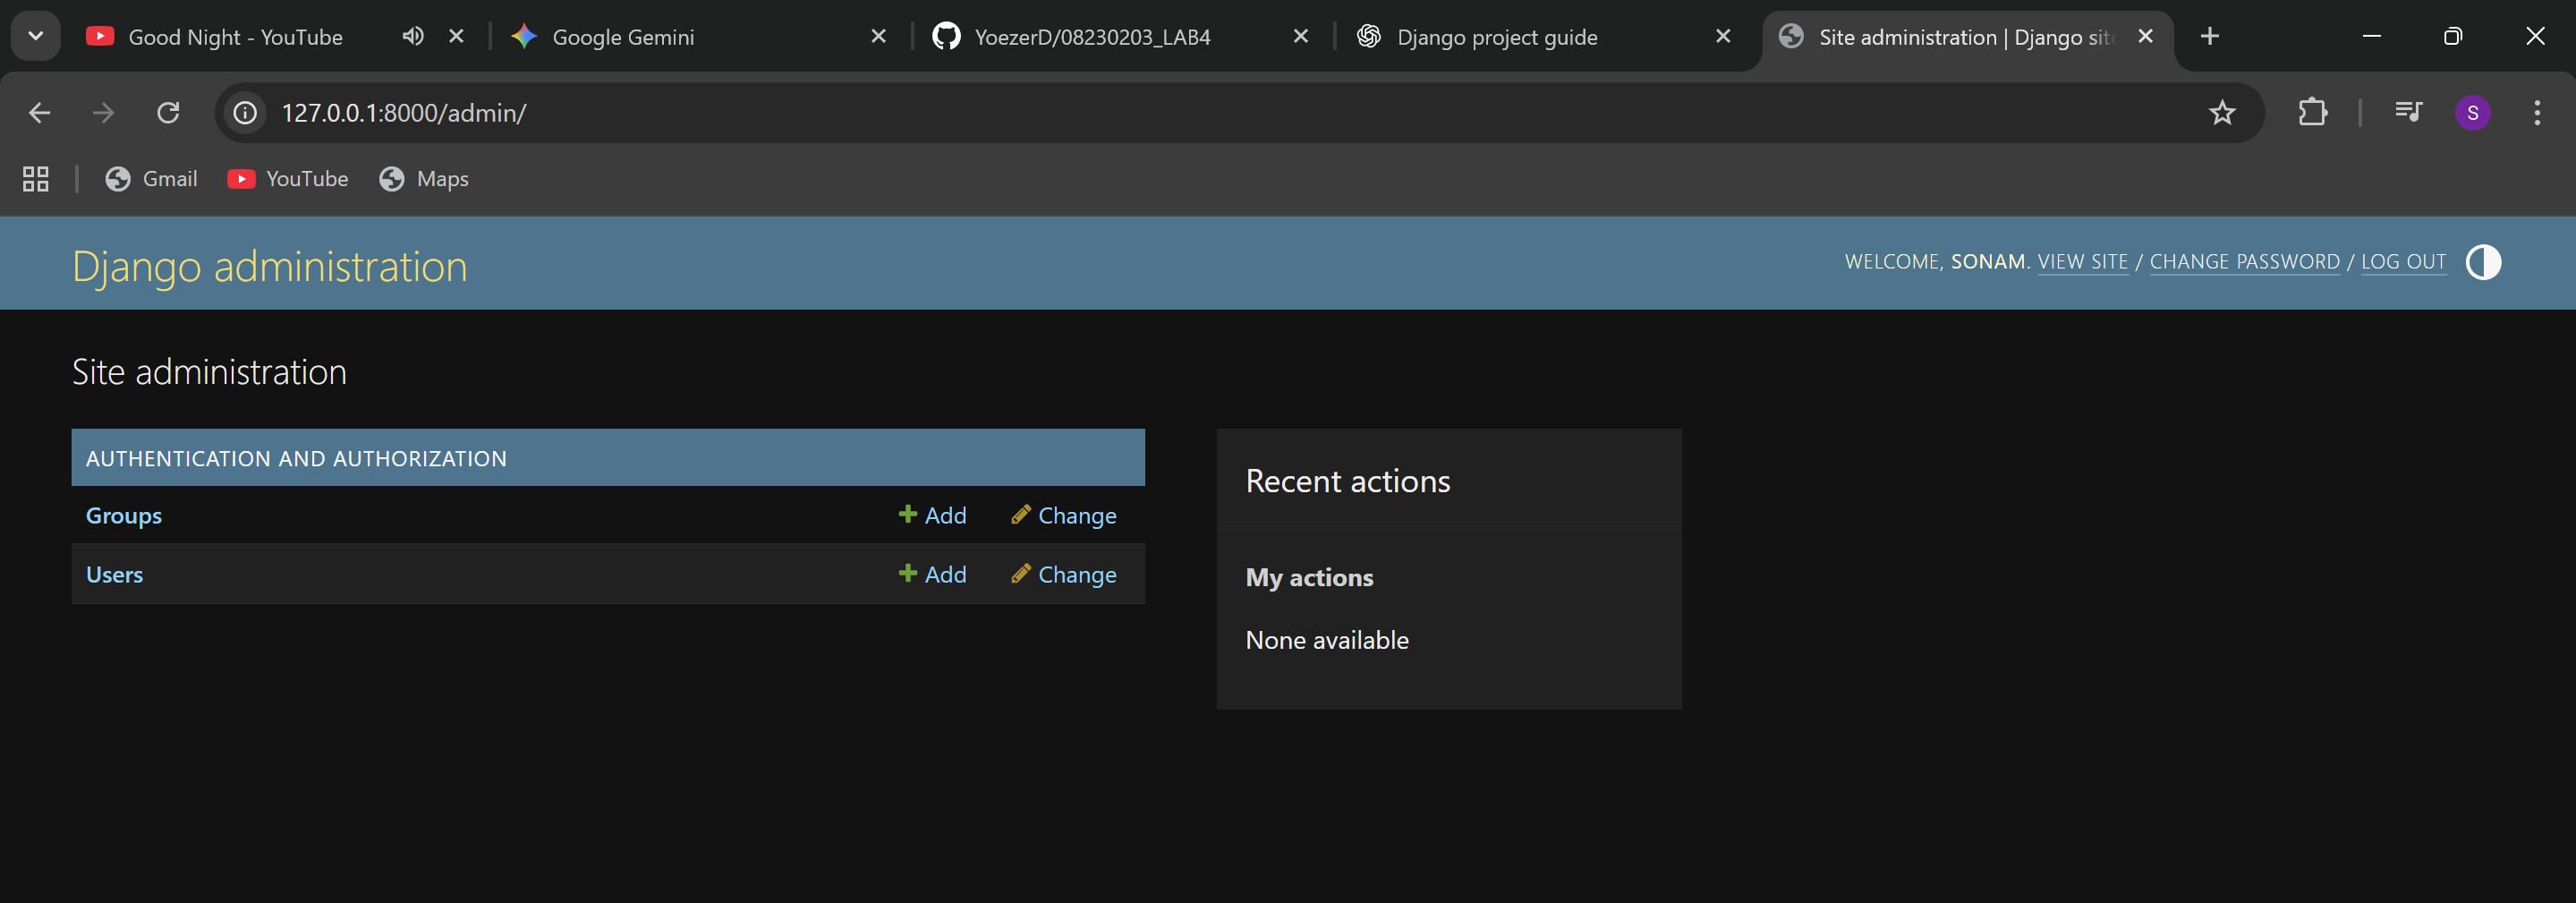 Good Night - YouTube
Google Gemini
YoezerD/08230203_LAB4
Django project guide
Site administration | Django site
127.0.0.1:8000/admin/
S
Gmail
YouTube
Maps
Django administration
WELCOME, SONAM. VIEW SITE / CHANGE PASSWORD / LOG OUT
Site administration
AUTHENTICATION AND AUTHORIZATION
Groups
Add
Change
Users
Add
Change
Recent actions
My actions
None available